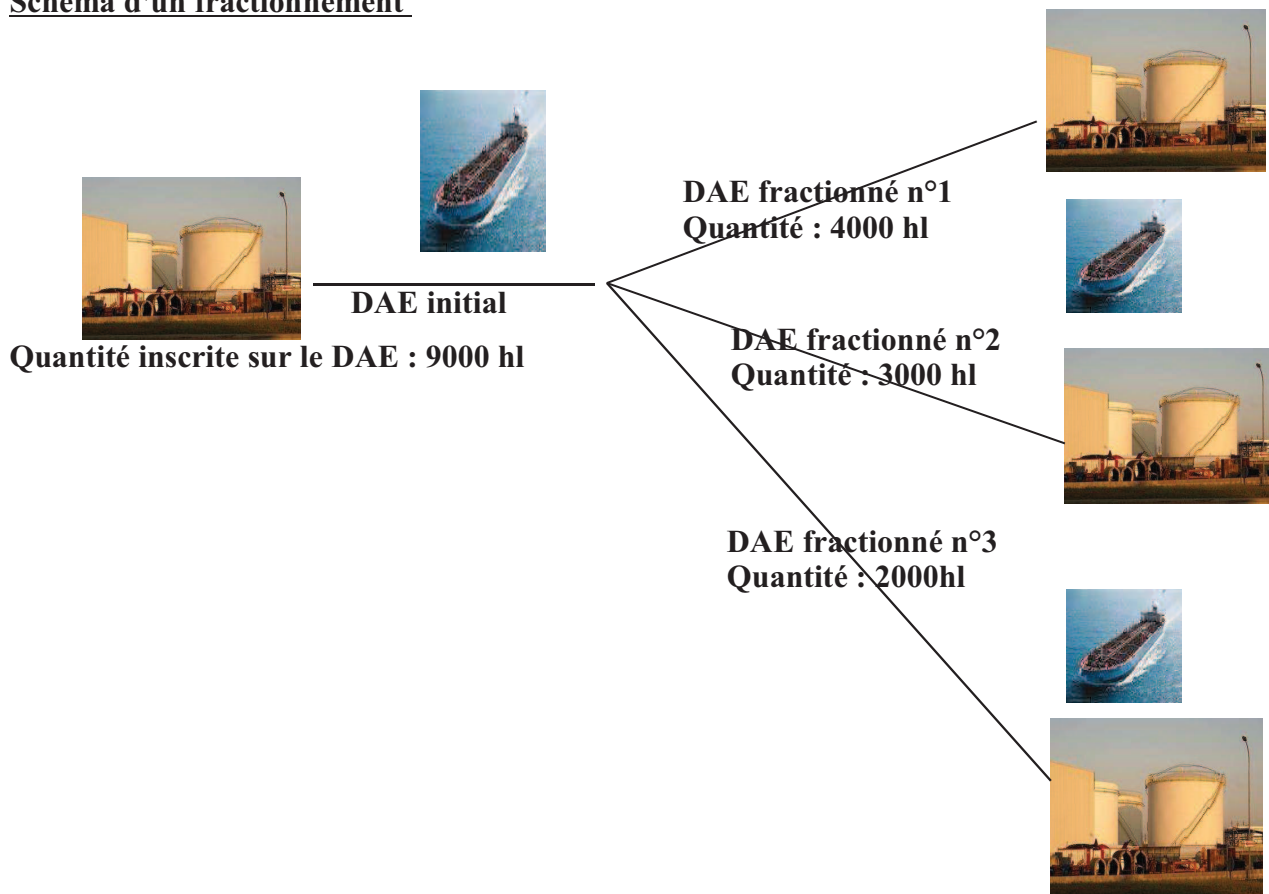 Schéma d'un fractionnement
DAE fractionné n°1
Quantité : 4000 hl
DAE initial
Quantité inscrite sur le DAE : 9000 hl
DAE fractionné n°2
Quantité : 3000 hl
DAE fractionné n°3
Quantité : 2000hl